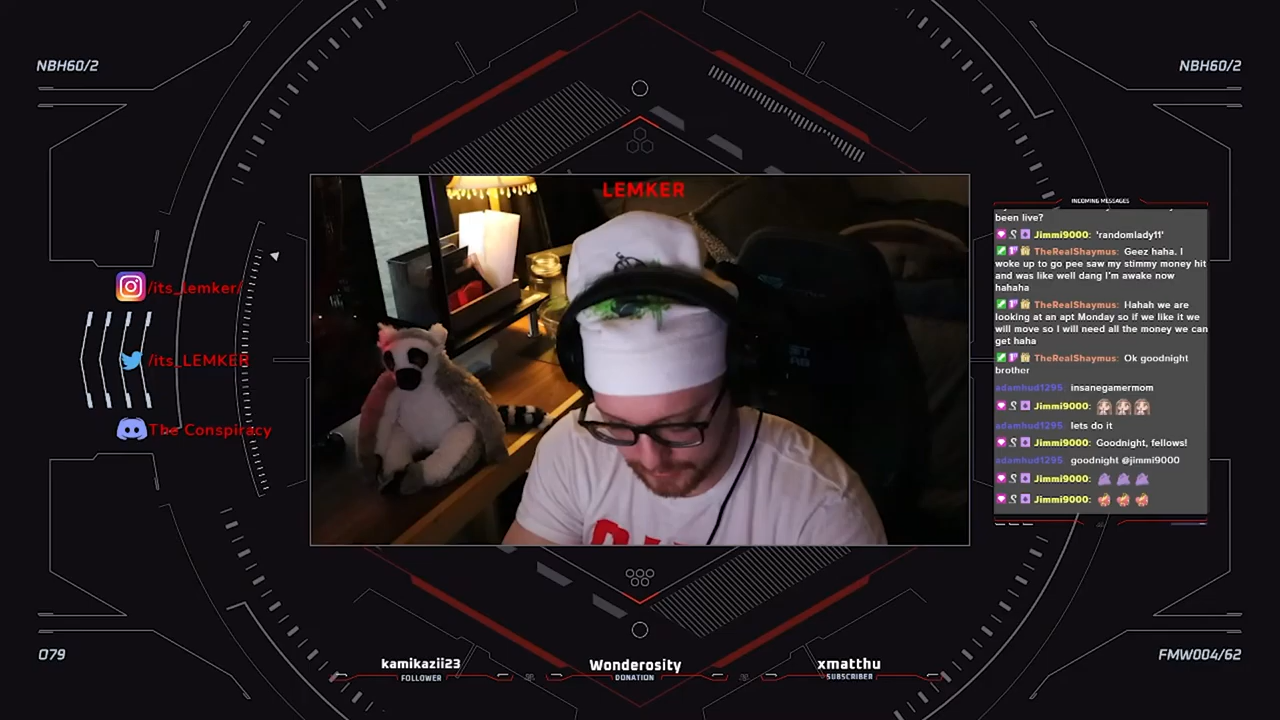 NBH60/2
NBH60/2
LEMKER
INCOMING MESSAGES
been live?
Jimmi9000: 'randomlady11'
TheRealShaymus: Geez haha. I
woke up to go pee saw my stimmy money hit
and was like well dang I'm awake now
hahaha
TheRealShaymus: Hahah we are
looking at an apt Monday so if we like it we
will move so I will need all the money we can
get haha
TheRealShaymus: Ok goodnight
brother
adamhud1295 insanegamermom
Jimmi9000:
adamhud1295 lets do it
Jimmi9000: Goodnight, fellows!
adamhud1295 goodnight @jimmi9000
Jimmi9000:
Jimmi9000:
/its_lemker/
/its_LEMKER
The Conspiracy
079
FMW004/62
kamikazii23
FOLLOWER
Wonderosity
DONATION
xmatthu
SUBSCRIBER